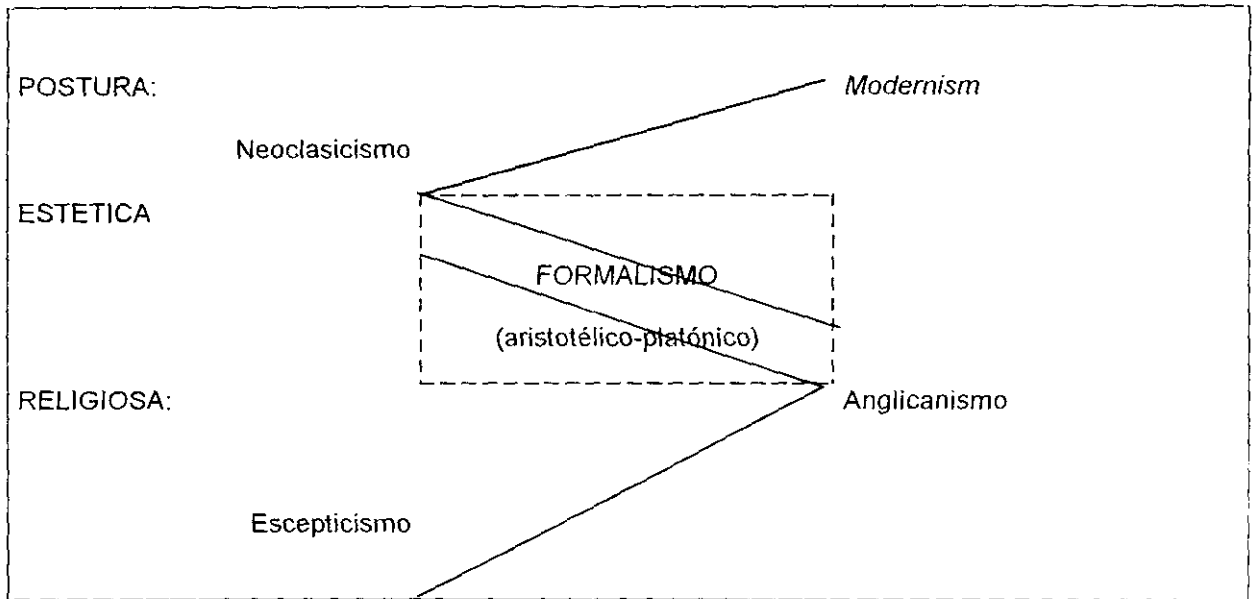 POSTURA:
Modernism
Neoclasicismo
ESTETICA
FORMALISMO
(aristotélico-platónico)
RELIGIOSA:
Anglicanismo
Escepticismo